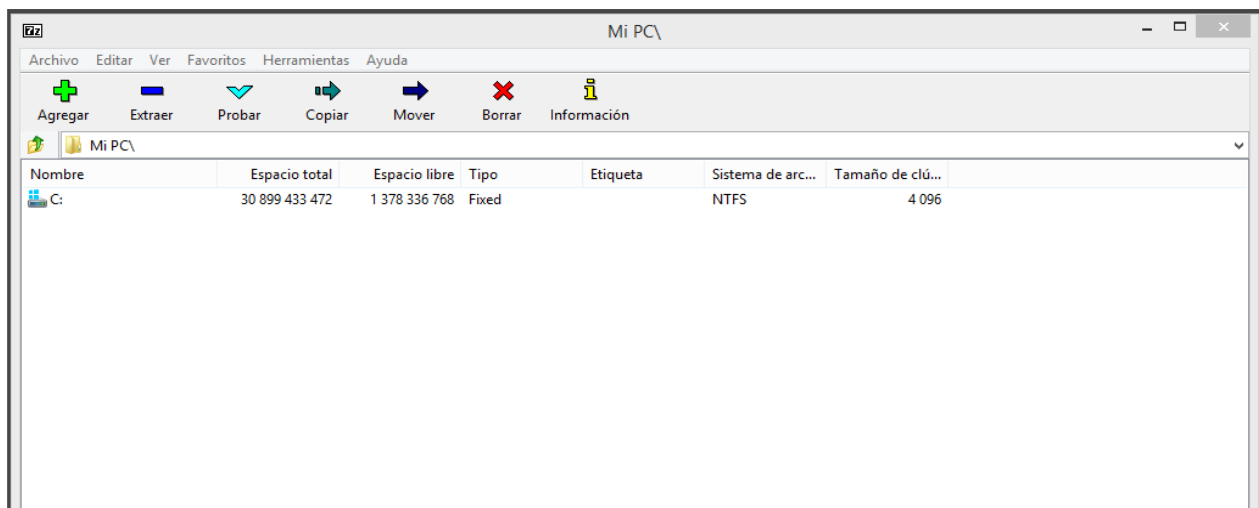 7z Mi PC\
Archivo Editar Ver Favoritos Herramientas Ayuda
Agregar Extraer Probar Copiar Mover Borrar Información
Mi PC\
Nombre Espacio total Espacio libre Tipo Etiqueta Sistema de arc... Tamaño de clú...
C: 30 899 433 472 1 378 336 768 Fixed NTFS 4 096